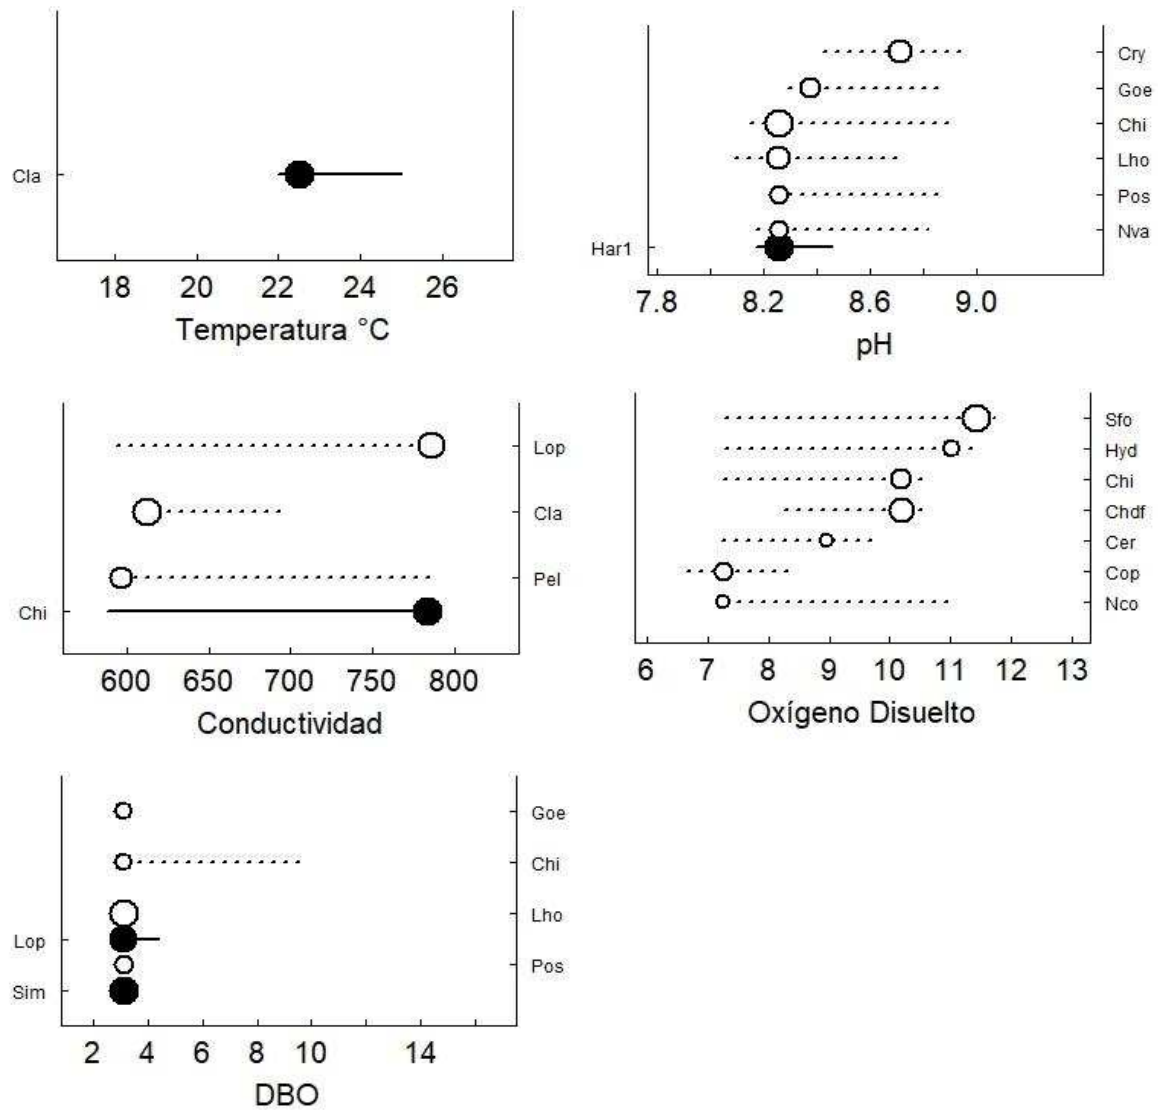 Cla
18 20 22 24 26
Temperatura °C
Cry
Goe
Chi
Lho
Pos
Nva
Har1
7.8 8.2 8.6 9.0
pH
Lop
Cla
Pel
Chi
600 650 700 750 800
Conductividad
Sfo
Hyd
Chi
Chdf
Cer
Cop
Nco
6 7 8 9 10 11 12 13
Oxígeno Disuelto
Goe
Chi
Lho
Lop
Pos
Sim
2 4 6 8 10 14
DBO